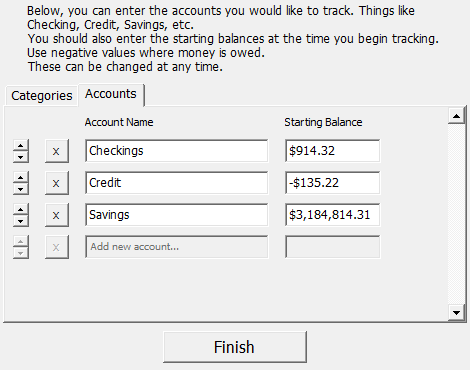 Below, you can enter the accounts you would like to track. Things like
Checking, Credit, Savings, etc.
You should also enter the starting balances at the time you begin tracking.
Use negative values where money is owed.
These can be changed at any time.
Categories Accounts
Account Name Starting Balance
x Checkings $914.32
x Credit -$135.22
x Savings $3,184,814.31
x Add new account...
Finish